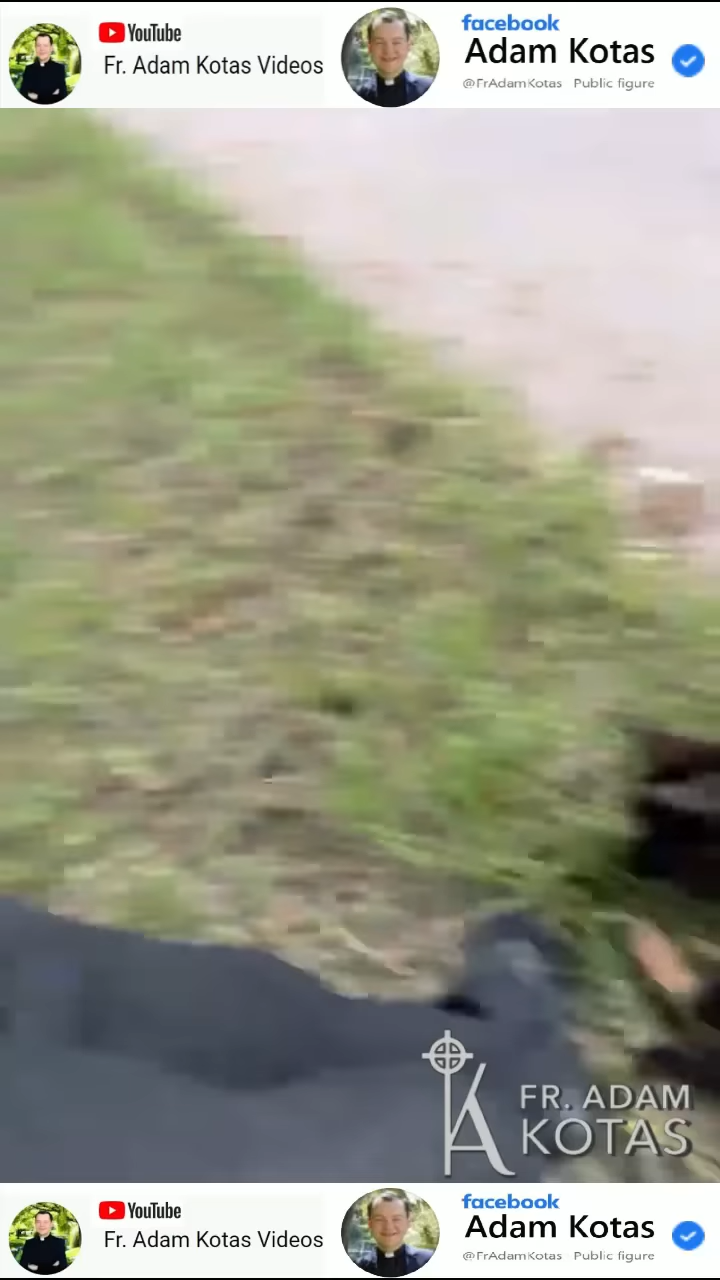 YouTube
Fr. Adam Kotas Videos
facebook
Adam Kotas
@FrAdamKotas Public figure
FR. ADAM
KOTAS
YouTube
Fr. Adam Kotas Videos
facebook
Adam Kotas
@FrAdamKotas Public figure